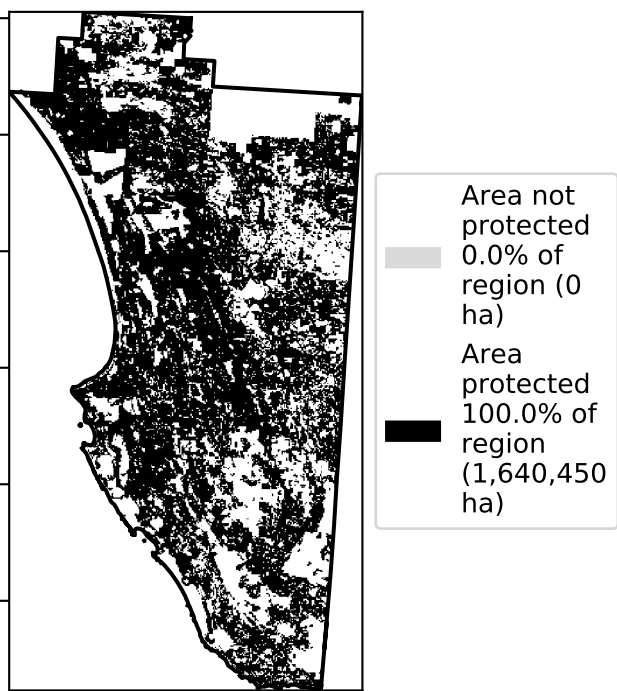 Area not
protected
0.0% of
region (0
ha)
Area
protected
100.0% of
region
(1,640,450
ha)